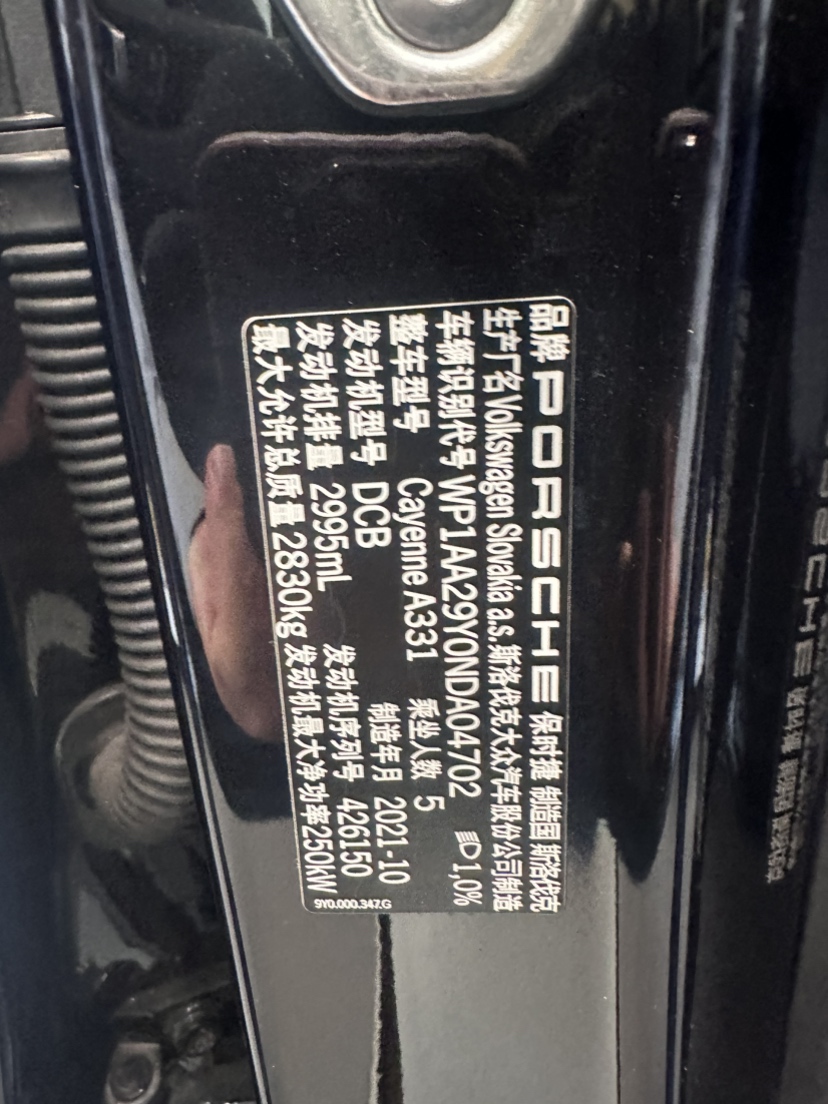 品牌 PORSCHE 保时捷 制造国 斯洛伐克
生产厂名 Volkswagen Slovakia a.s. 斯洛伐克大众汽车股份公司制造
车辆识别代号 WP1AA29Y0NDA04702 1,0%
整车型号 Cayenne A331 乘坐人数 5
发动机型号 DCB 制造年月 2021-10
发动机排量 2995mL 发动机序列号 426150
最大允许总质量 2830kg 发动机最大净功率 250kW
9Y0.000.347.G